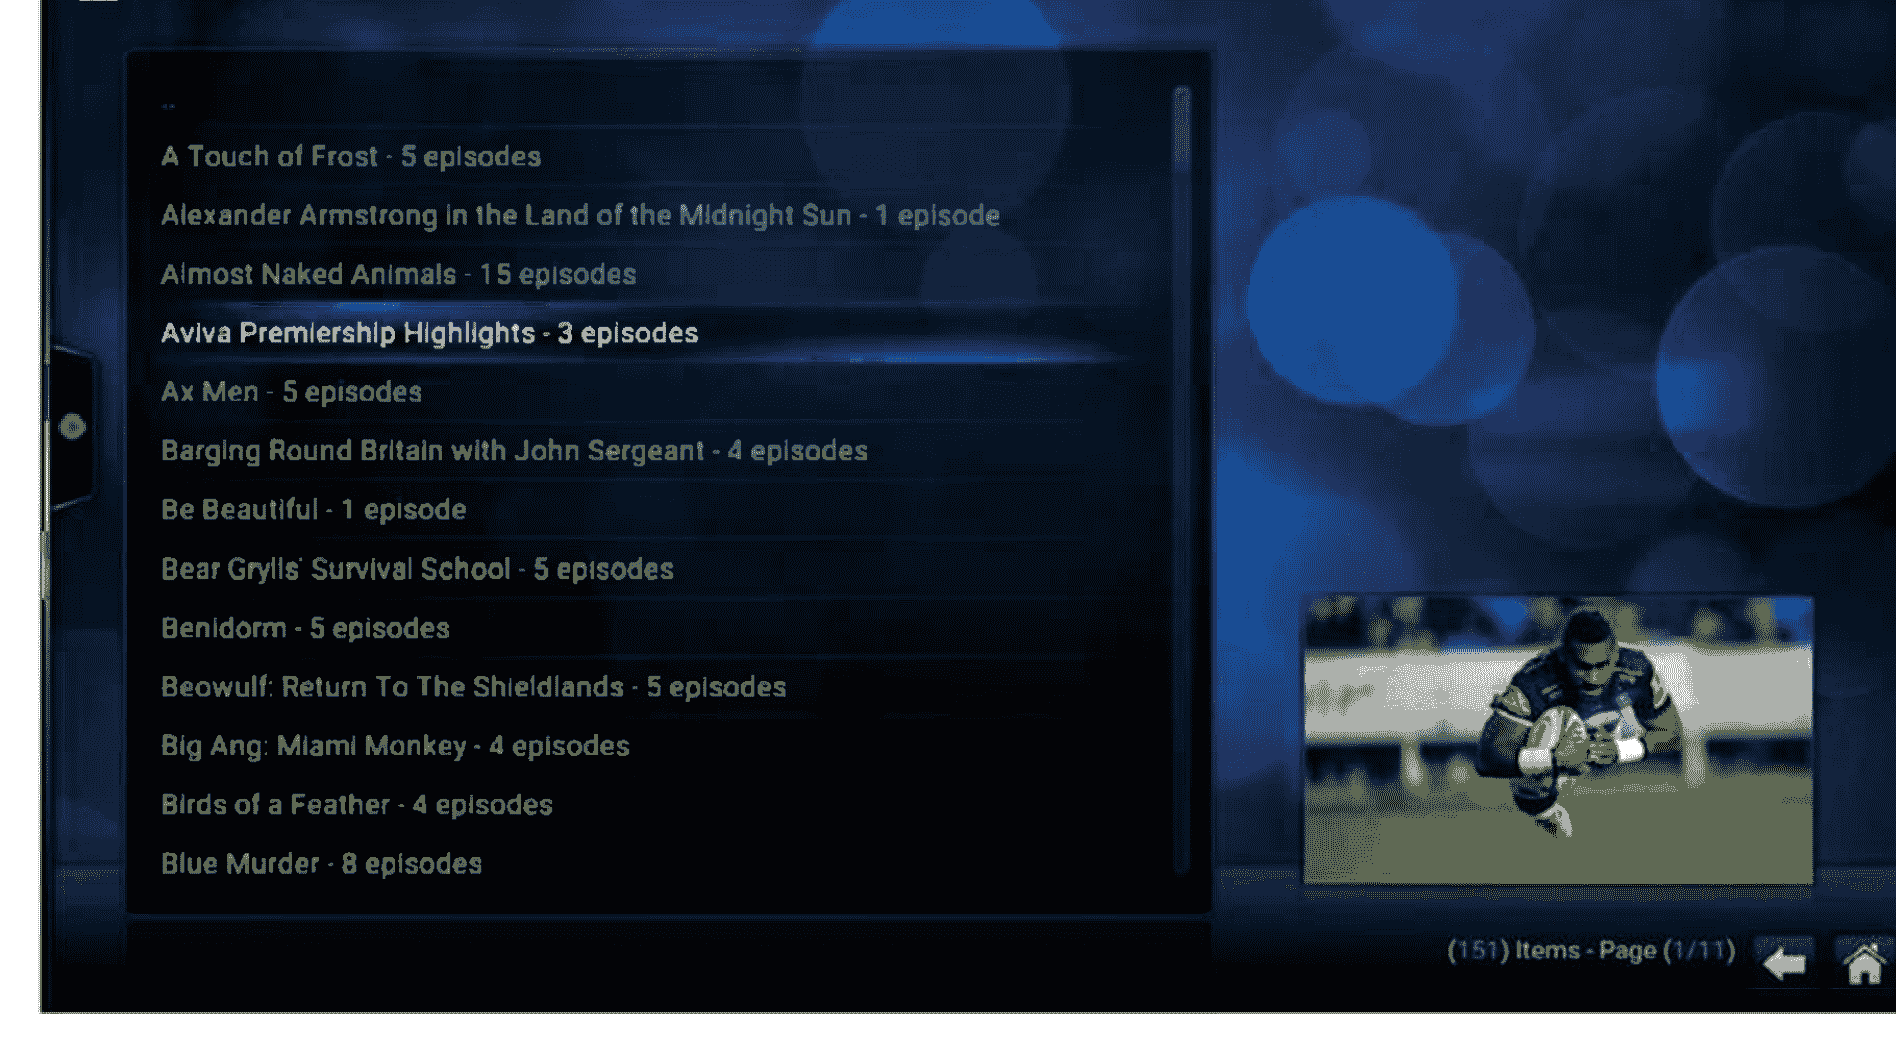 ..
A Touch of Frost - 5 episodes
Alexander Armstrong in the Land of the Midnight Sun - 1 episode
Almost Naked Animals - 15 episodes
Aviva Premiership Highlights - 3 episodes
Ax Men - 5 episodes
Barging Round Britain with John Sergeant - 4 episodes
Be Beautiful - 1 episode
Bear Grylls' Survival School - 5 episodes
Benidorm - 5 episodes
Beowulf: Return To The Shieldlands - 5 episodes
Big Ang: Miami Monkey - 4 episodes
Birds of a Feather - 4 episodes
Blue Murder - 8 episodes
(151) Items - Page (1/11)